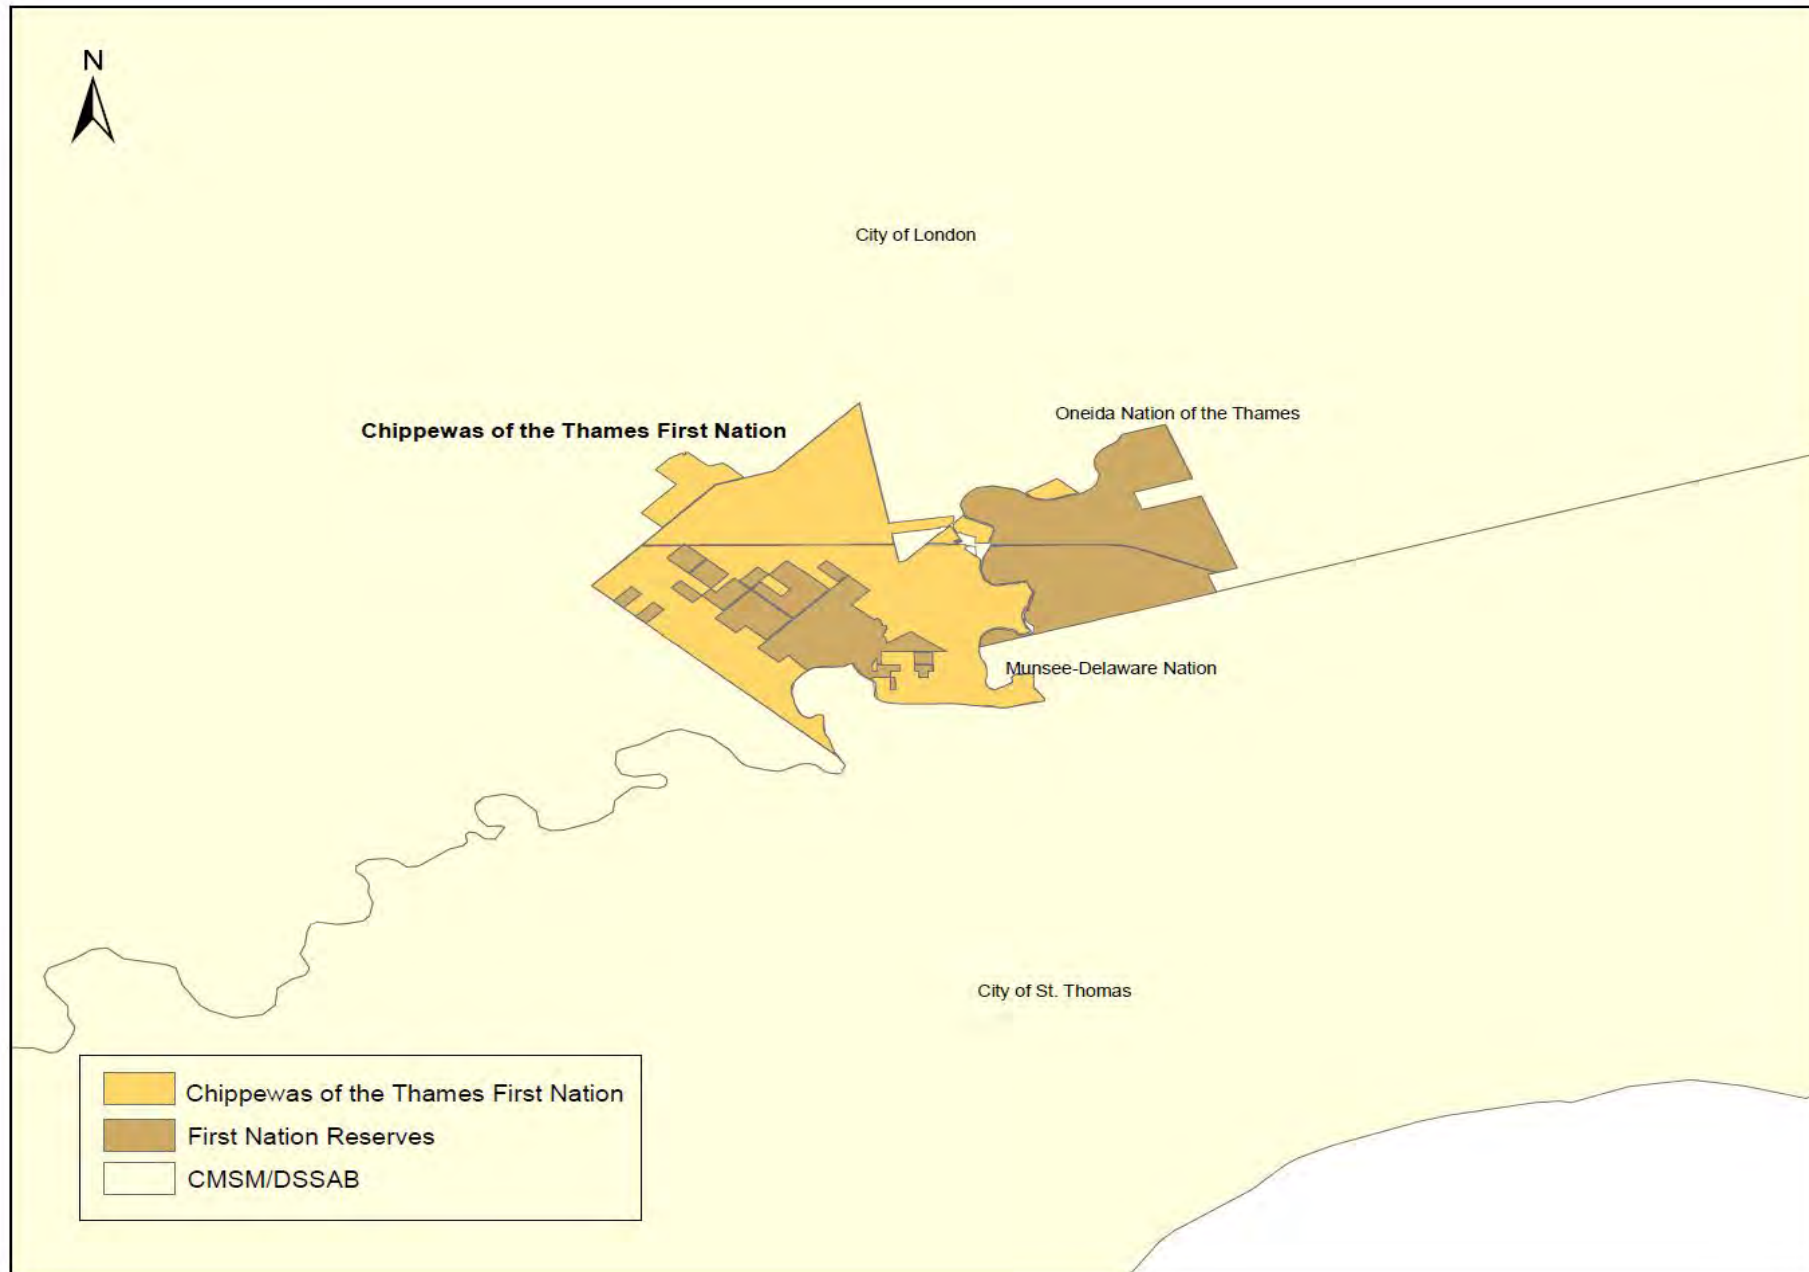 N
City of London
Oneida Nation of the Thames
Chippewas of the Thames First Nation
Munsee-Delaware Nation
City of St. Thomas
Chippewas of the Thames First Nation
First Nation Reserves
CMSM/DSSAB